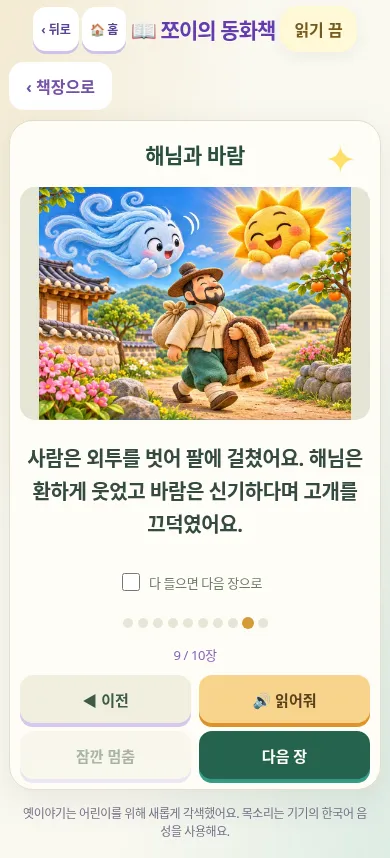 ‹ 뒤로
🏠 홈
📖 쪼이의 동화책
읽기 끔
‹ 책장으로
해님과 바람
사람은 외투를 벗어 팔에 걸쳤어요. 해님은
환하게 웃었고 바람은 신기하다며 고개를
끄덕였어요.
다 들으면 다음 장으로
9 / 10장
◀ 이전
🔊 읽어줘
잠깐 멈춤
다음 장
옛이야기는 어린이를 위해 새롭게 각색했어요. 목소리는 기기의 한국어 음
성을 사용해요.